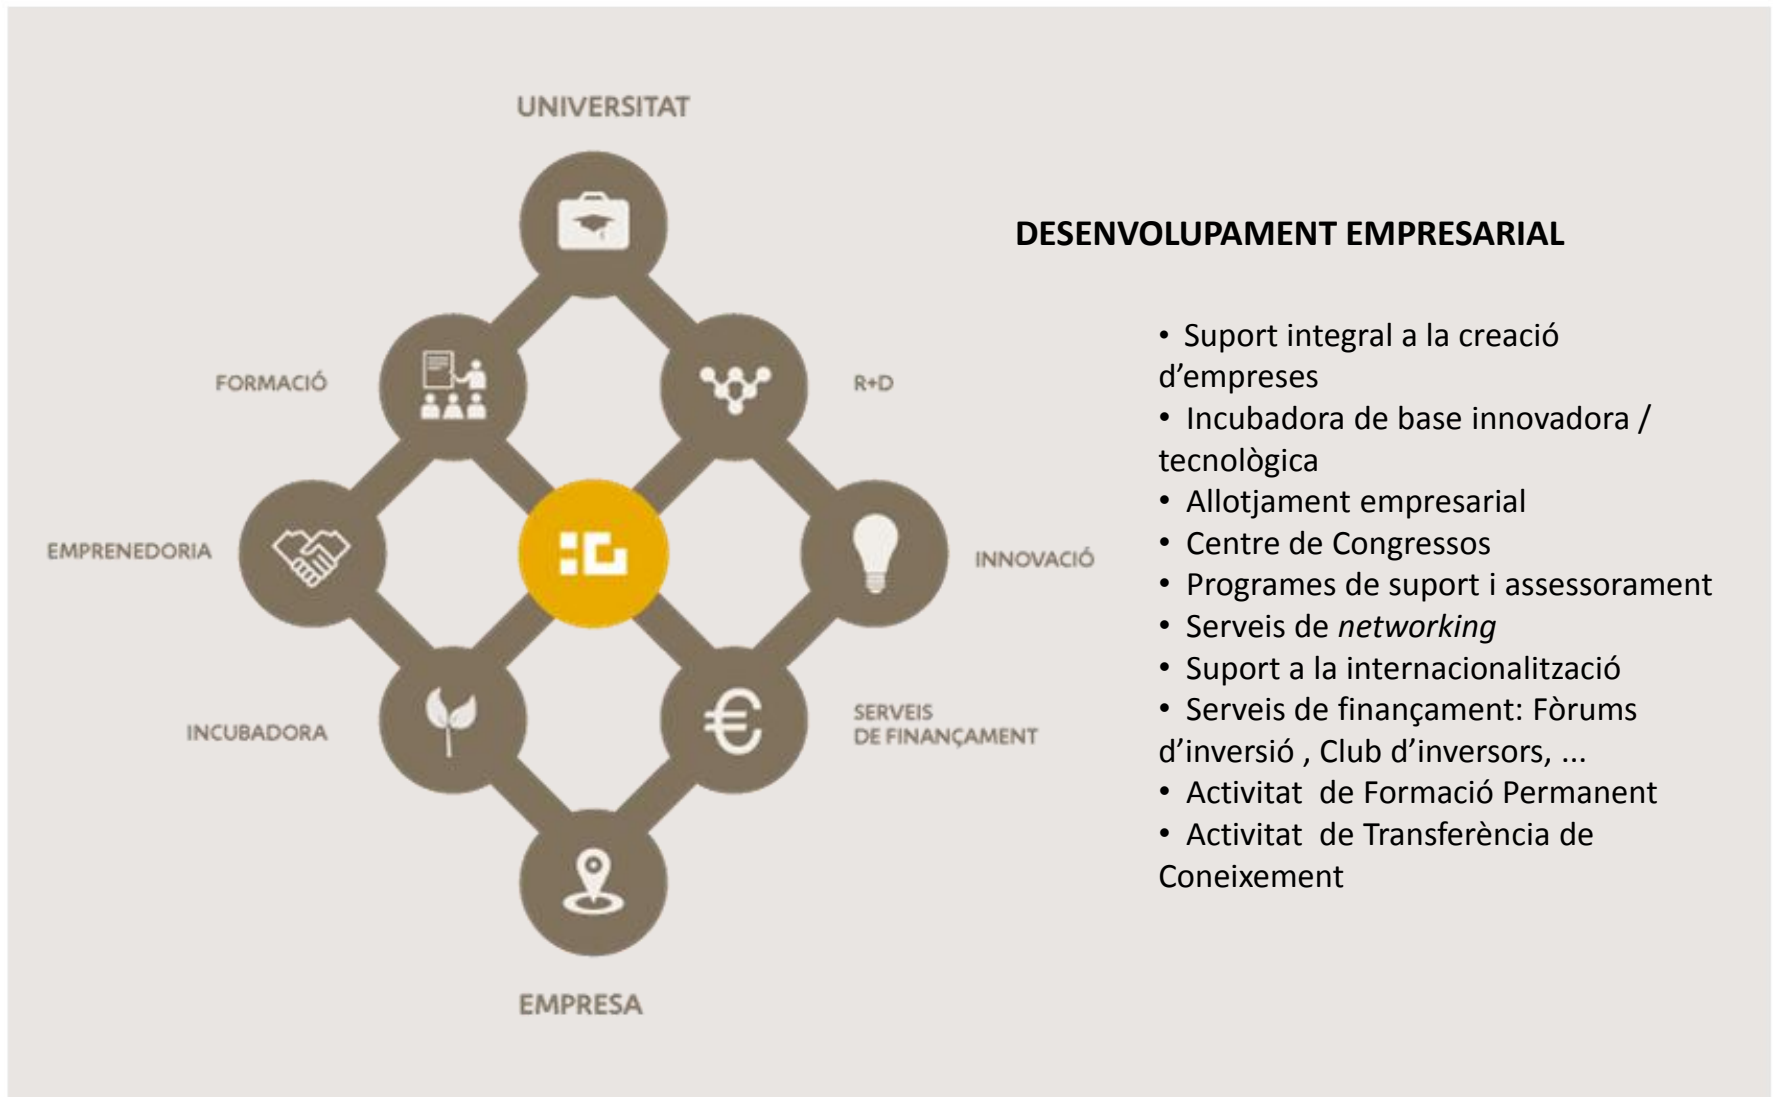 UNIVERSITAT
FORMACIÓ
R+D
EMPRENEDORIA
INNOVACIÓ
INCUBADORA
SERVEIS
DE FINANÇAMENT
EMPRESA
DESENVOLUPAMENT EMPRESARIAL
• Suport integral a la creació
d’empreses
• Incubadora de base innovadora /
tecnològica
• Allotjament empresarial
• Centre de Congressos
• Programes de suport i assessorament
• Serveis de networking
• Suport a la internacionalització
• Serveis de finançament: Fòrums
d’inversió , Club d’inversors, ...
• Activitat de Formació Permanent
• Activitat de Transferència de
Coneixement